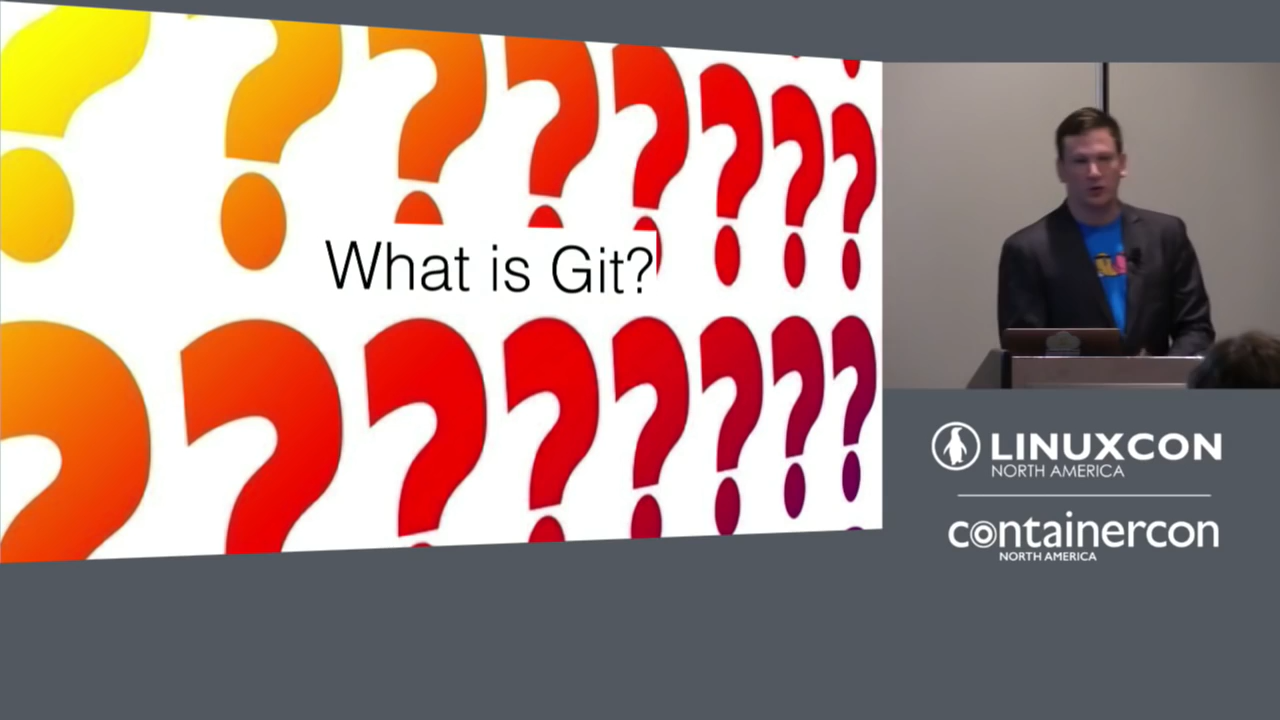 What is Git?
LINUXCON
NORTH AMERICA
containercon
NORTH AMERICA